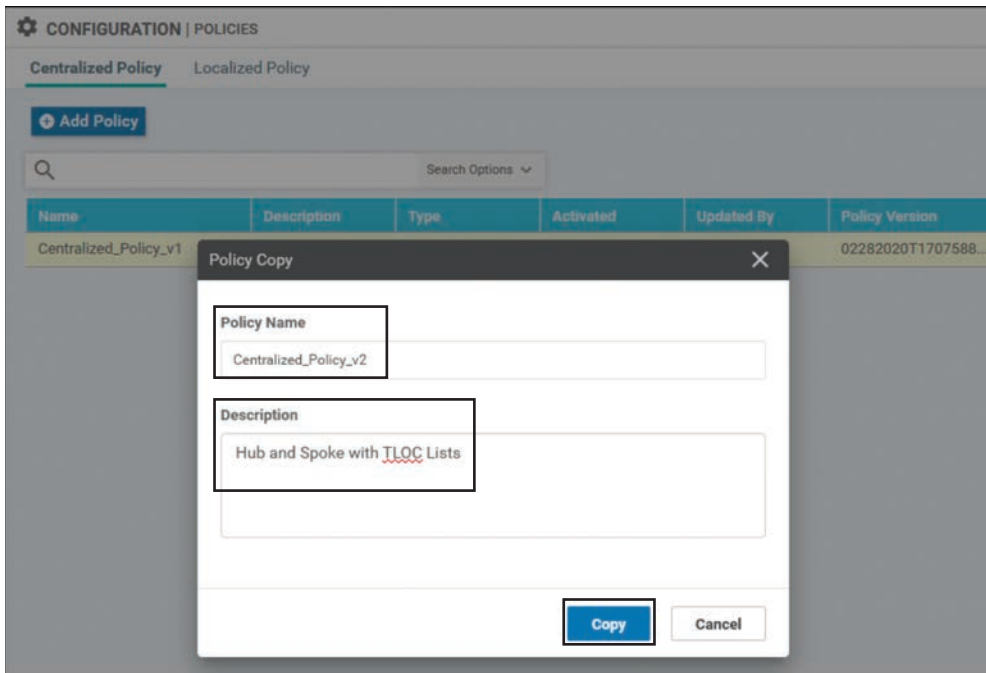 CONFIGURATION | POLICIES
Centralized Policy Localized Policy
Add Policy
Search Options
Name Description Type Activated Updated By Policy Version
Centralized_Policy_v1 02282020T1707588...
Policy Copy
Policy Name
Centralized_Policy_v2
Description
Hub and Spoke with TLOC Lists
Copy Cancel